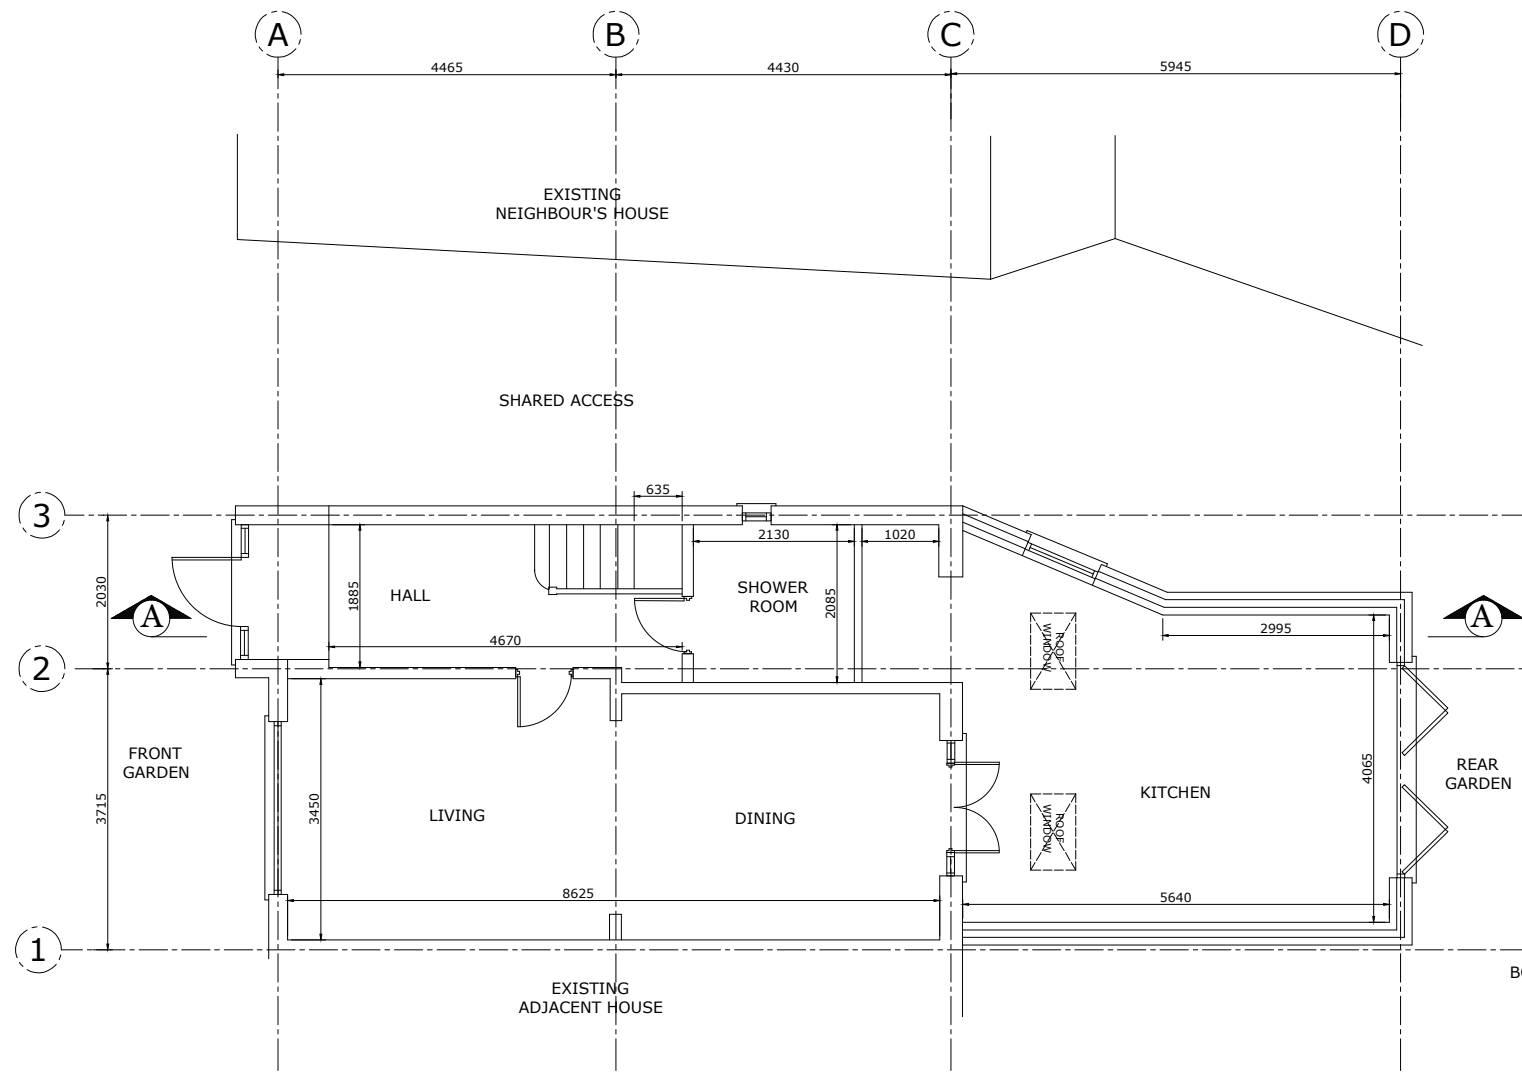 A
B
C
D
4465
4430
5945
EXISTING
NEIGHBOUR'S HOUSE
SHARED ACCESS
3
635
2130
1020
2030
1885
HALL
SHOWER
ROOM
2085
A
A
4670
ROOF
WINDOW
2995
2
FRONT
GARDEN
3715
3450
LIVING
DINING
ROOF
WINDOW
KITCHEN
4065
REAR
GARDEN
8625
5640
1
EXISTING
ADJACENT HOUSE